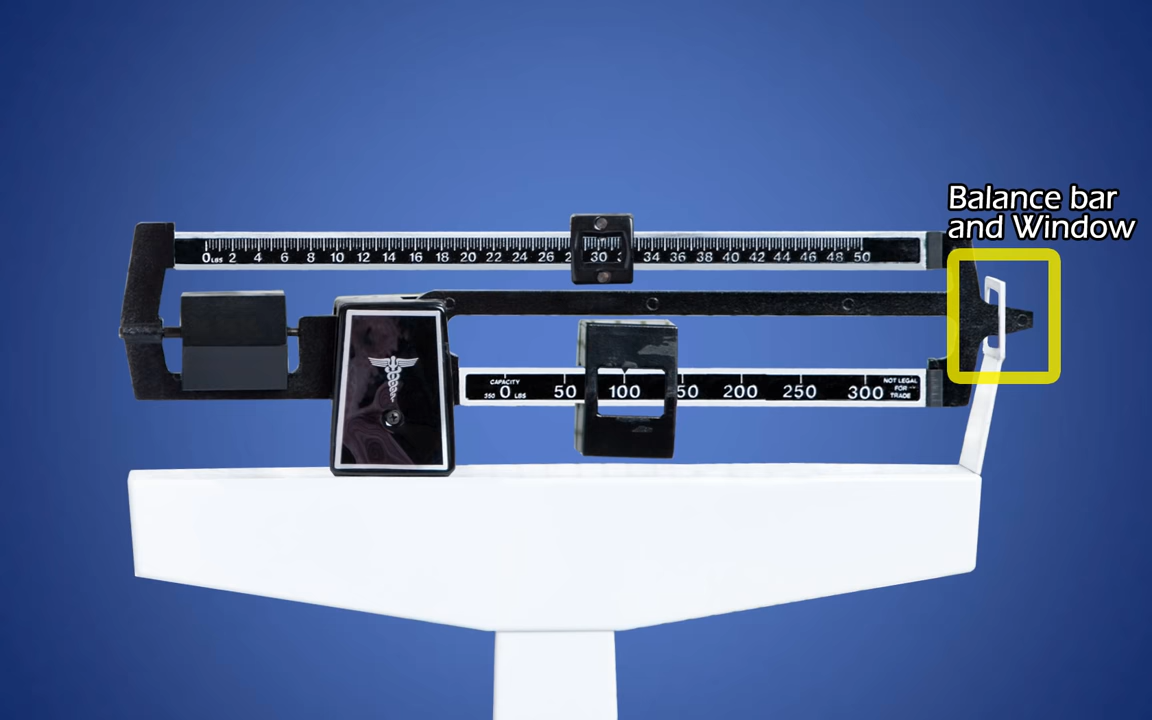 Balance bar
and Window
0 LBS 2 4 6 8 10 12 14 16 18 20 22 24 26 30 34 36 38 40 42 44 46 48 50
CAPACITY
350 0 LBS 50 100 50 200 250 300
NOT LEGAL
FOR
TRADE